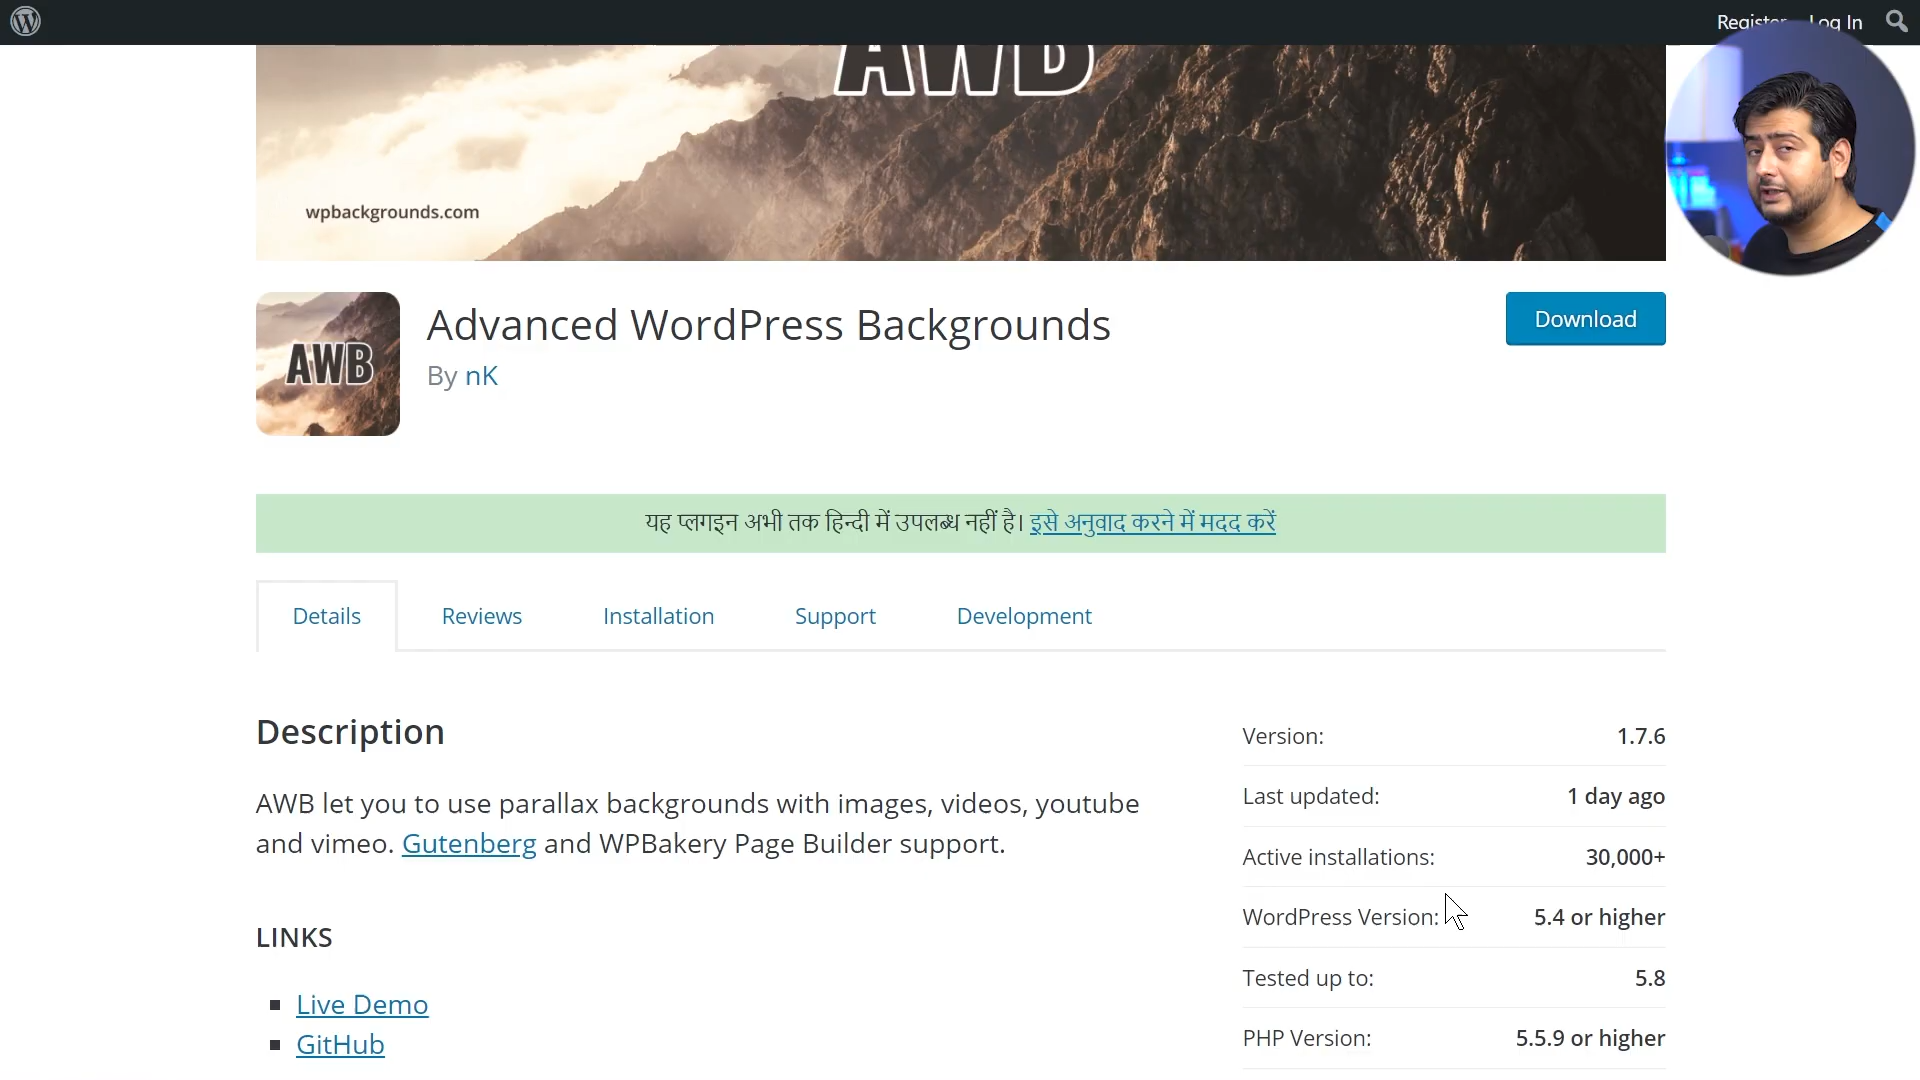 Register Log In
AWB
wpbackgrounds.com
AWB
Advanced WordPress Backgrounds
By nK
Download
यह प्लगइन अभी तक हिन्दी में उपलब्ध नहीं है। इसे अनुवाद करने में मदद करें
Details
Reviews
Installation
Support
Development
Description
AWB let you to use parallax backgrounds with images, videos, youtube
and vimeo. Gutenberg and WPBakery Page Builder support.
LINKS
Live Demo
GitHub
Version: 1.7.6
Last updated: 1 day ago
Active installations: 30,000+
WordPress Version: 5.4 or higher
Tested up to: 5.8
PHP Version: 5.5.9 or higher